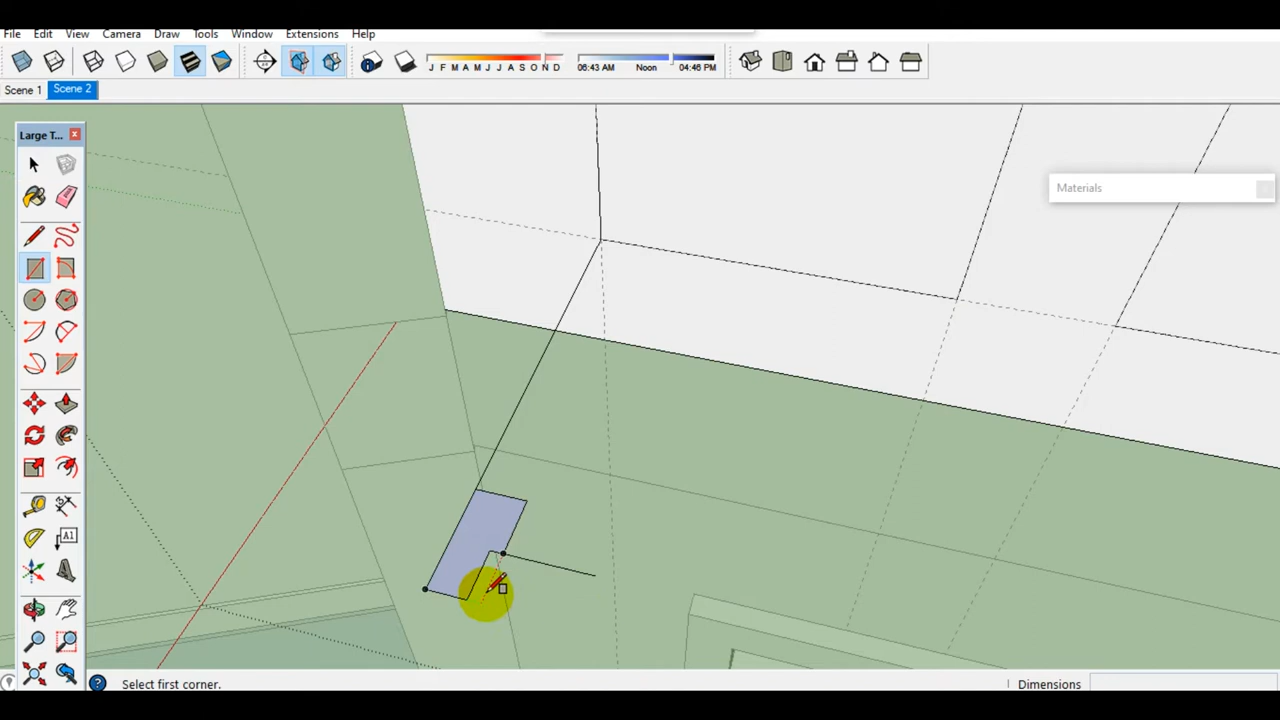 File Edit View Camera Draw Tools Window Extensions Help
J F M A M J J A S O N D 06:43 AM Noon 04:46 PM
Scene 1 Scene 2
Large T...
Materials
A1
Select first corner. Dimensions